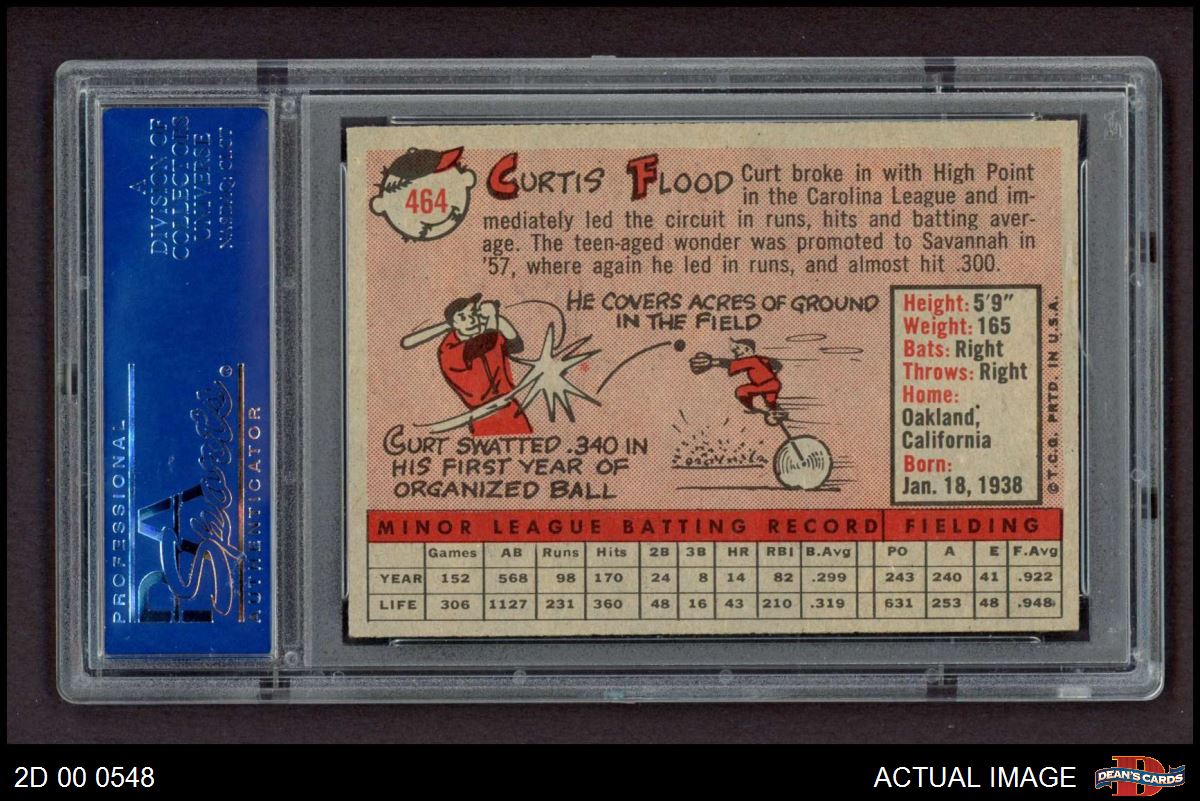 A
DIVISION OF
COLLECTORS
UNIVERSE
NASDAQ: CLCT
PROFESSIONAL
PSA
Sports
AUTHENTICATOR
464
CURTIS FLOOD
Curt broke in with High Point
in the Carolina League and im-
mediately led the circuit in runs, hits and batting aver-
age. The teen-aged wonder was promoted to Savannah in
'57, where again he led in runs, and almost hit .300.
HE COVERS ACRES OF GROUND
IN THE FIELD
CURT SWATTED .340 IN
HIS FIRST YEAR OF
ORGANIZED BALL
Height: 5'9"
Weight: 165
Bats: Right
Throws: Right
Home:
Oakland,
California
Born:
Jan. 18, 1938
© T.C.G. PRTD. IN U.S.A.
MINOR LEAGUE BATTING RECORD FIELDING
Games AB Runs Hits 2B 3B HR RBI B.Avg PO A E F.Avg
YEAR 152 568 98 170 24 8 14 82 .299 243 240 41 .922
LIFE 306 1127 231 360 48 16 43 210 .319 631 253 48 .948
2D 00 0548
ACTUAL IMAGE
D
DEAN'S CARDS